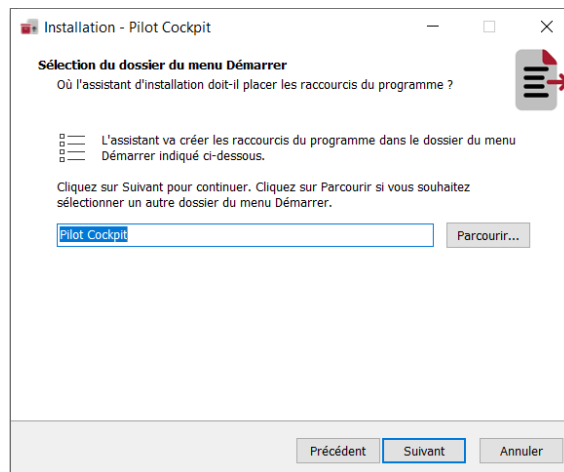 Installation - Pilot Cockpit
Sélection du dossier du menu Démarrer
Où l'assistant d'installation doit-il placer les raccourcis du programme ?
L'assistant va créer les raccourcis du programme dans le dossier du menu
Démarrer indiqué ci-dessous.
Cliquez sur Suivant pour continuer. Cliquez sur Parcourir si vous souhaitez
sélectionner un autre dossier du menu Démarrer.
Pilot Cockpit
Parcourir...
Précédent
Suivant
Annuler